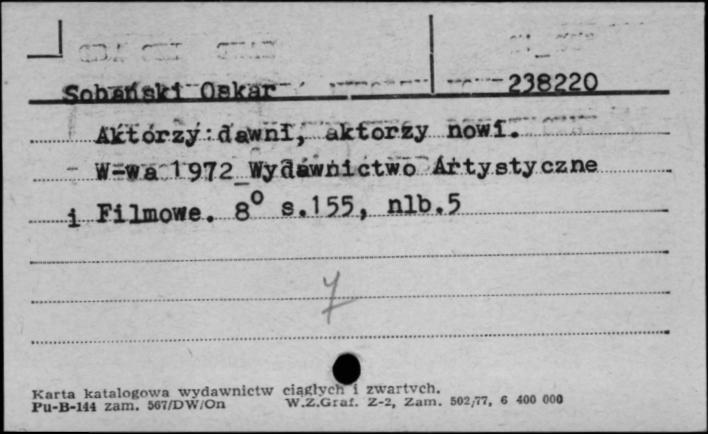 Sobański Oskar 238220
Aktorzy dawni, aktorzy nowi.
- W-wa 1972 Wydawnictwo Artystyczne
i Filmowe. 8° s.155, nlb.5
7
Karta katalogowa wydawnictw ciągłych i zwartych.
Pu-B-144 zam. 567/DW/On W.Z.Graf. Z-2, Zam. 502/77, 6 400 000